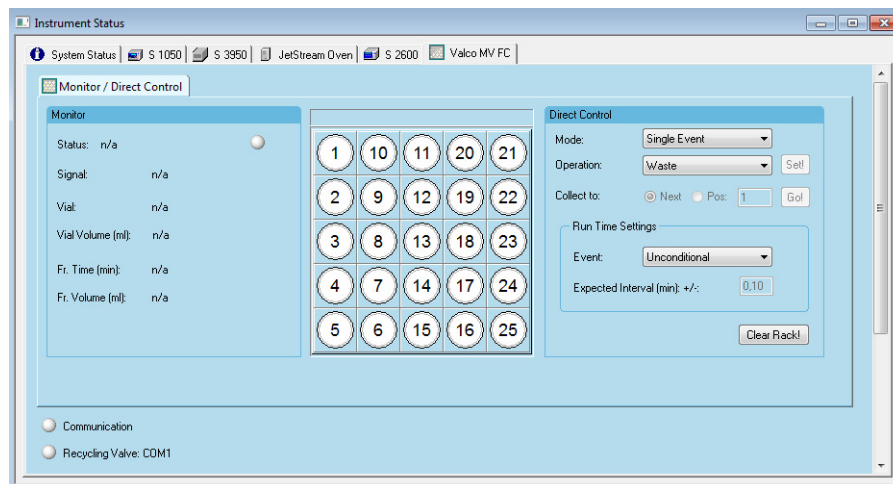 Instrument Status
System Status S 1050 S 3950 JetStream Oven S 2600 Valco MV FC
Monitor / Direct Control
Monitor
Status: n/a
Signal: n/a
Vial: n/a
Vial Volume (ml): n/a
Fr. Time (min): n/a
Fr. Volume (ml): n/a
1 10 11 20 21
2 9 12 19 22
3 8 13 18 23
4 7 14 17 24
5 6 15 16 25
Direct Control
Mode: Single Event
Operation: Waste Set!
Collect to: Next Pos: 1 Go!
Run Time Settings
Event: Unconditional
Expected Interval (min): +/-: 0,10
Clear Rack!
Communication
Recycling Valve: COM1